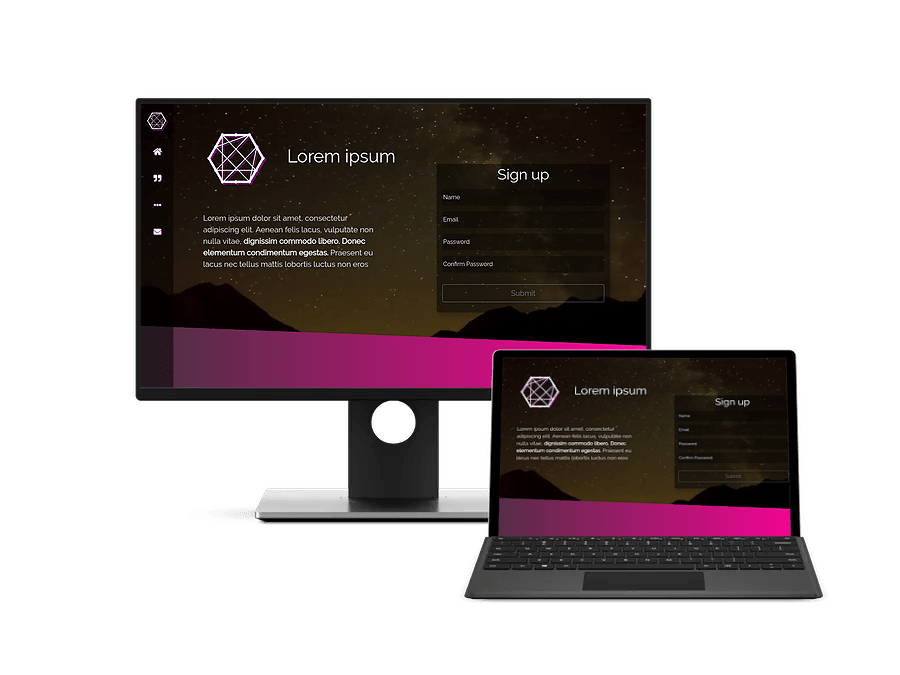 Lorem ipsum
Lorem ipsum dolor sit amet, consectetur
adipiscing elit. Aenean felis lacus, vulputate non
nulla vitae, dignissim commodo libero. Donec
elementum condimentum egestas. Praesent eu
lacus nec tellus mattis lobortis luctus non eros
Sign up
Name
Email
Password
Confirm Password
Submit
Lorem ipsum
Lorem ipsum dolor sit amet, consectetur
adipiscing elit. Aenean felis lacus, vulputate non
nulla vitae, dignissim commodo libero. Donec
elementum condimentum egestas. Praesent eu
lacus nec tellus mattis lobortis luctus non eros
Sign up
Name
Email
Password
Confirm Password
Submit